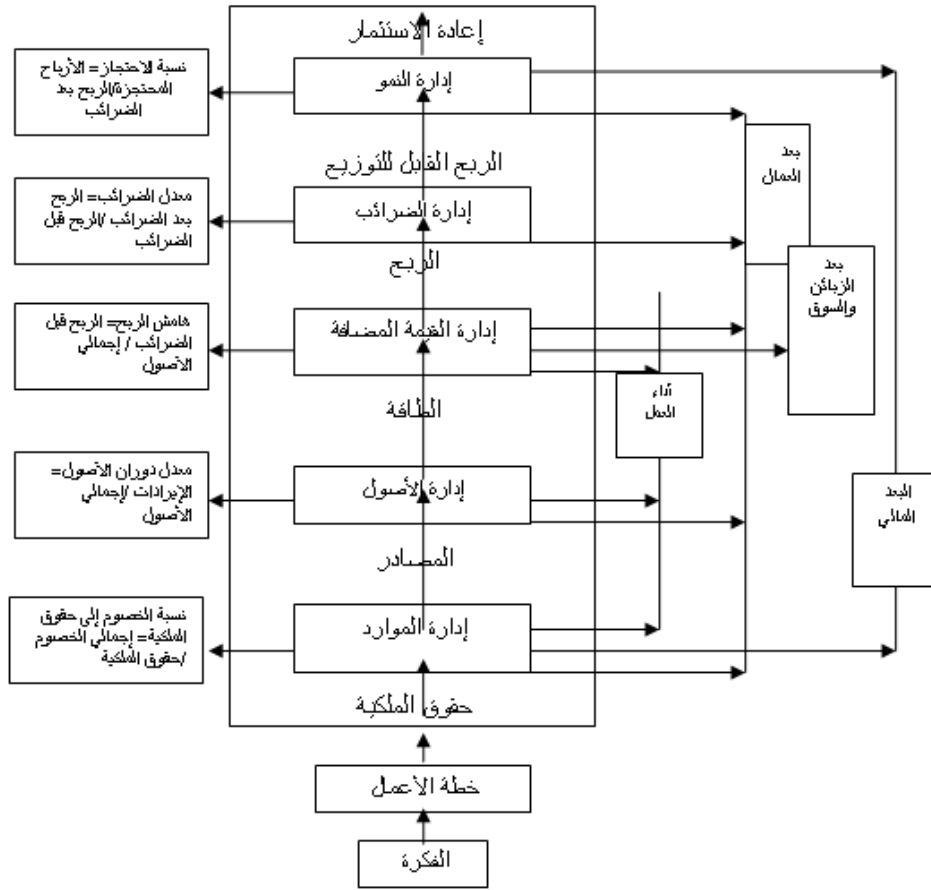 إعادة الاستثمار
نسبة الاحتجاز= الأرباح
المحتجزة/الربح بعد
الضرائب
إدارة النمو
بعد
العمال
الربح القابل للتوزيع
معدل الضرائب= الربح
بعد الضرائب /الربح قبل
الضرائب
إدارة الضرائب
بعد
الزبائن
والسوق
الربح
هامش الربح= الربح قبل
الضرائب / إجمالي
الأصول
إدارة القيمة المضافة
أداء
العمل
الطاقة
معدل دوران الأصول=
الإيرادات /إجمالي
الأصول
إدارة الأصول
البعد
المالي
المصادر
نسبة الخصوم إلى حقوق
الملكية= إجمالي الخصوم
/حقوق الملكية
إدارة الموارد
حقوق الملكية
خطة الأعمال
الفكرة